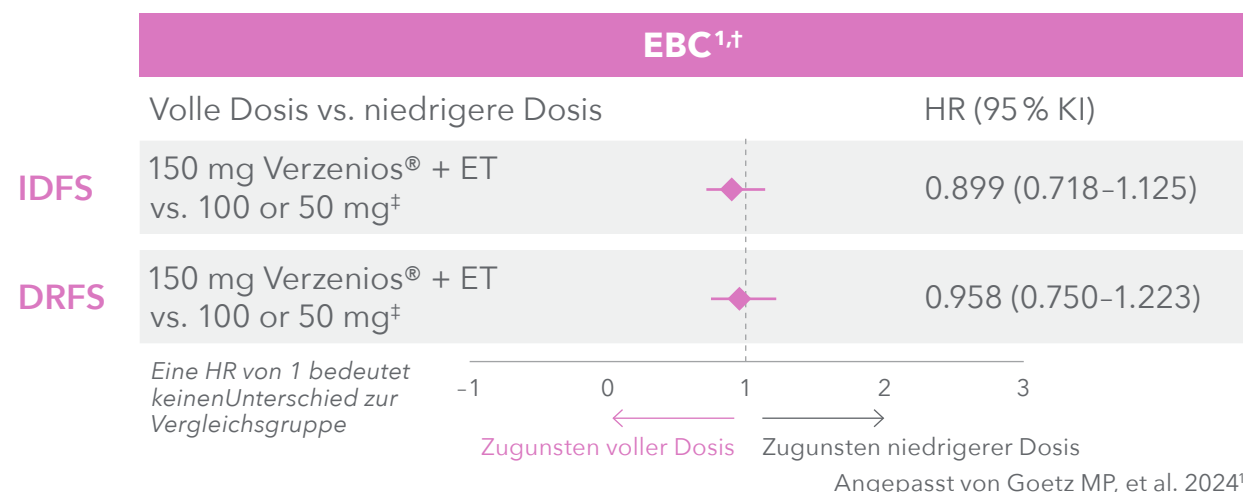 EBC¹,†
Volle Dosis vs. niedrigere Dosis HR (95 % KI)
IDFS 150 mg Verzenios® + ET
vs. 100 or 50 mg‡ 0.899 (0.718–1.125)
DRFS 150 mg Verzenios® + ET
vs. 100 or 50 mg‡ 0.958 (0.750–1.223)
Eine HR von 1 bedeutet
keinenUnterschied zur
Vergleichsgruppe
–1 0 1 2 3
Zugunsten voller Dosis Zugunsten niedrigerer Dosis
Angepasst von Goetz MP, et al. 2024¹